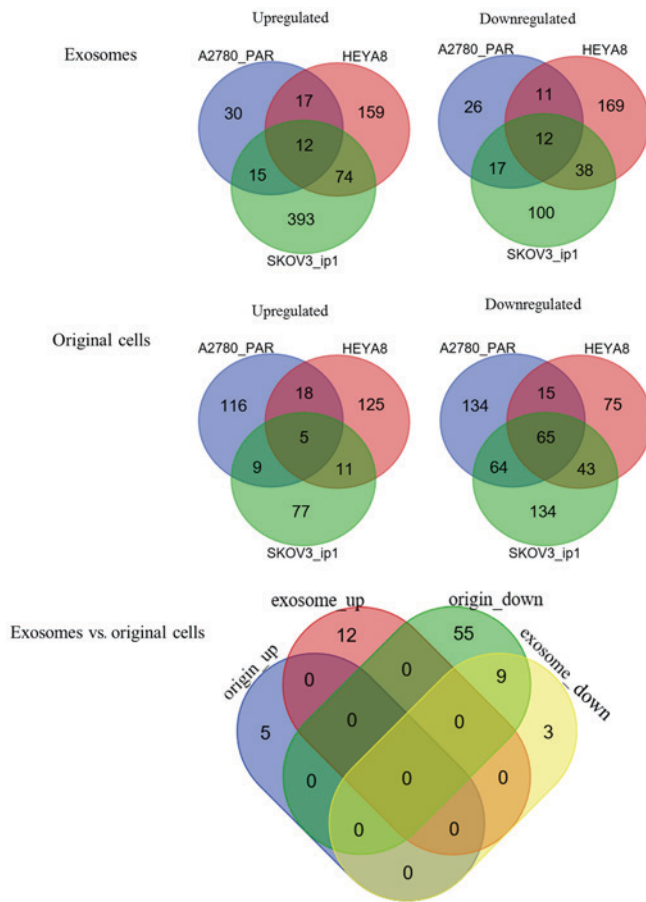 Upregulated Downregulated
Exosomes
A2780_PAR HEYA8 A2780_PAR HEYA8
30 17 159 26 11 169
12 12
15 74 17 38
393 100
SKOV3_ip1 SKOV3_ip1
Upregulated Downregulated
Original cells
A2780_PAR HEYA8 A2780_PAR HEYA8
116 18 125 134 15 75
5 65
9 11 64 43
77 134
SKOV3_ip1 SKOV3_ip1
exosome_up origin_down
Exosomes vs. original cells
origin_up exosome_down
12 55
0 0 9
5 0 0 3
0 0 0
0 0
0